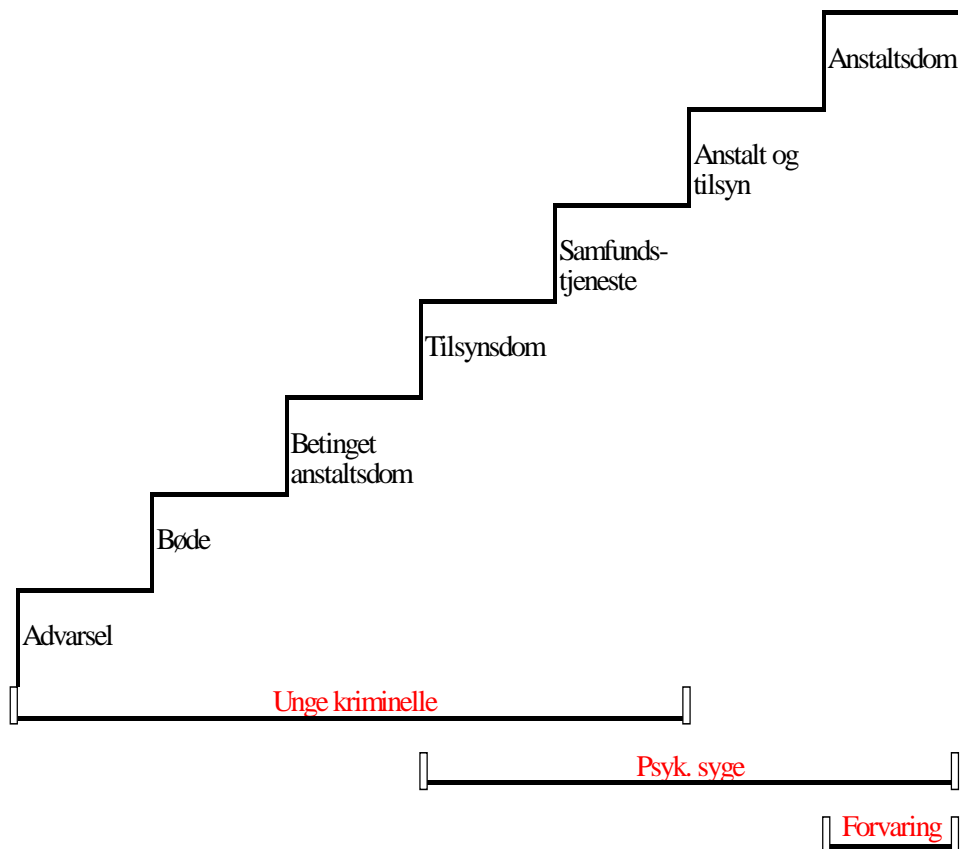 Anstaltsdom
Anstalt og
tilsyn
Samfunds-
tjeneste
Tilsynsdom
Betinget
anstaltsdom
Bøde
Advarsel
Unge kriminelle
Psyk. syge
Forvaring